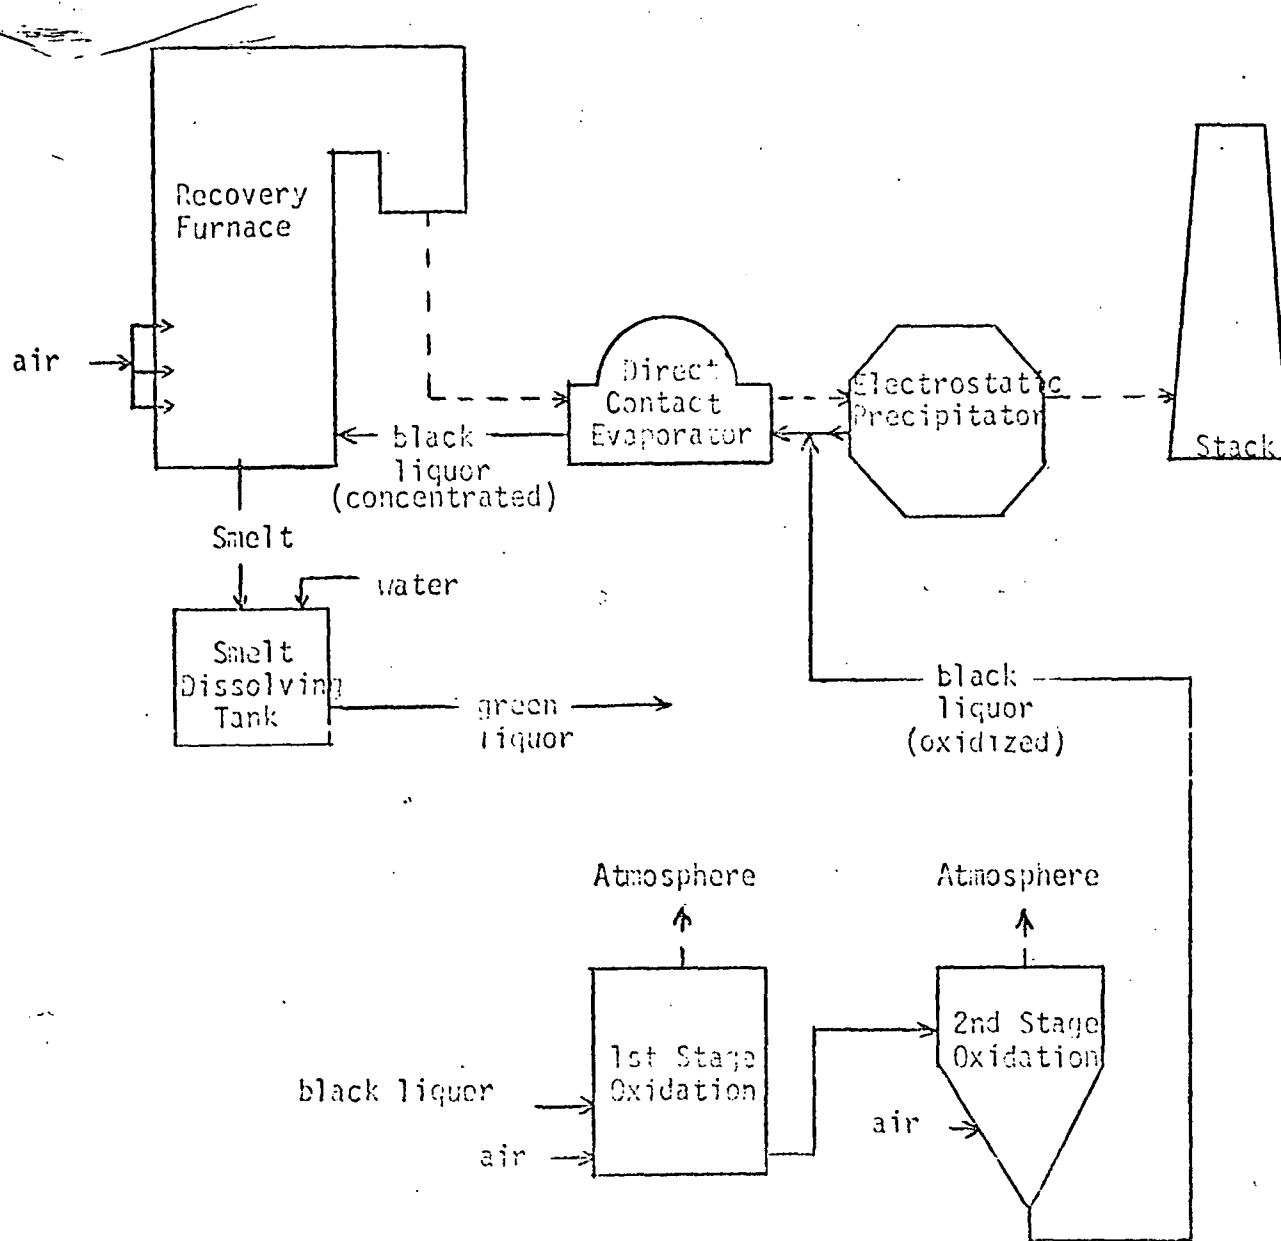 Recovery
Furnace
air
Direct
Contact
Evaporator
Electrostatic
Precipitator
Stack
black
liquor
(concentrated)
Smelt
water
Smelt
Dissolving
Tank
green
liquor
black
liquor
(oxidized)
Atmosphere
Atmosphere
1st Stage
Oxidation
2nd Stage
Oxidation
black liquor
air
air